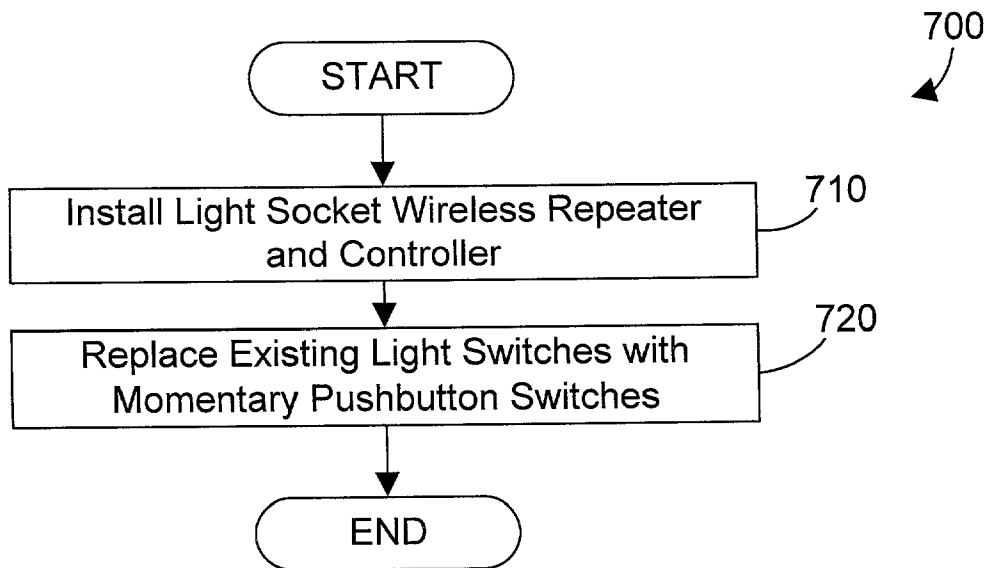 700
START
710
Install Light Socket Wireless Repeater
and Controller
720
Replace Existing Light Switches with
Momentary Pushbutton Switches
END